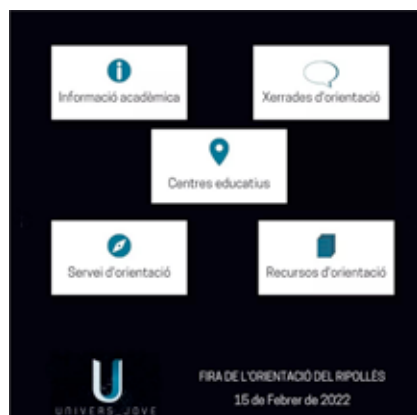 Informació acadèmica
Xerrades d'orientació
Centres educatius
Servei d'orientació
Recursos d'orientació
FIRA DE L'ORIENTACIÓ DEL RIPOLLÈS
15 de Febrer de 2022
UNIVERS JOVE